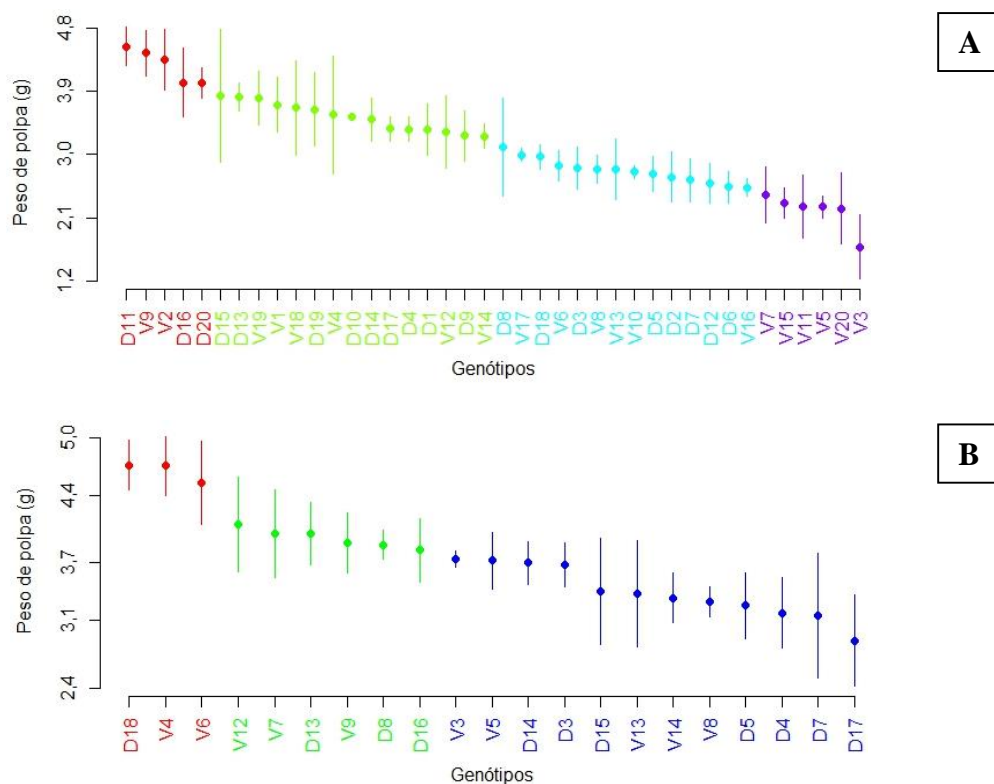 A
Peso de polpa (g)
4,8
3,9
3,0
2,1
1,2
D11 V9 V2 D16 D20 D15 D13 V19 V1 V18 D19 V4 D10 D14 D17 D4 D1 V12 D9 V14 D8 V17 D18 V6 D3 V8 V13 V10 D5 D2 D7 D12 D6 V16 V7 V15 V11 V5 V20 V3
Genótipos
B
Peso de polpa (g)
5,0
4,4
3,7
3,1
2,4
D18 V4 V6 V12 V7 D13 V9 D8 D16 V3 V5 D14 D3 D15 V13 V14 V8 D5 D4 D7 D17
Genótipos